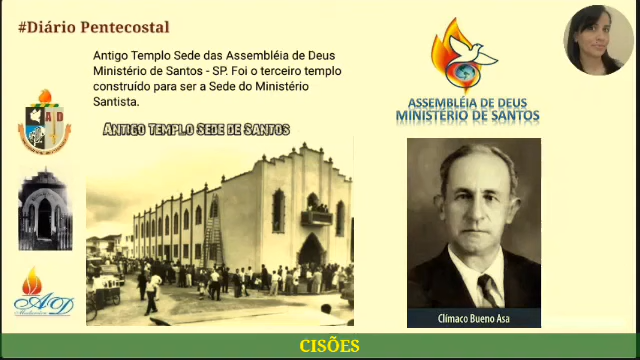 #Diário Pentecostal
Antigo Templo Sede das Assembléia de Deus
Ministério de Santos - SP. Foi o terceiro templo
construído para ser a Sede do Ministério
Santista.
ANTIGO TEMPLO SEDE DE SANTOS
ASSEMBLÉIA DE DEUS
MINISTÉRIO DE SANTOS
A D
AD
Clímaco Bueno Asa
CISÕES